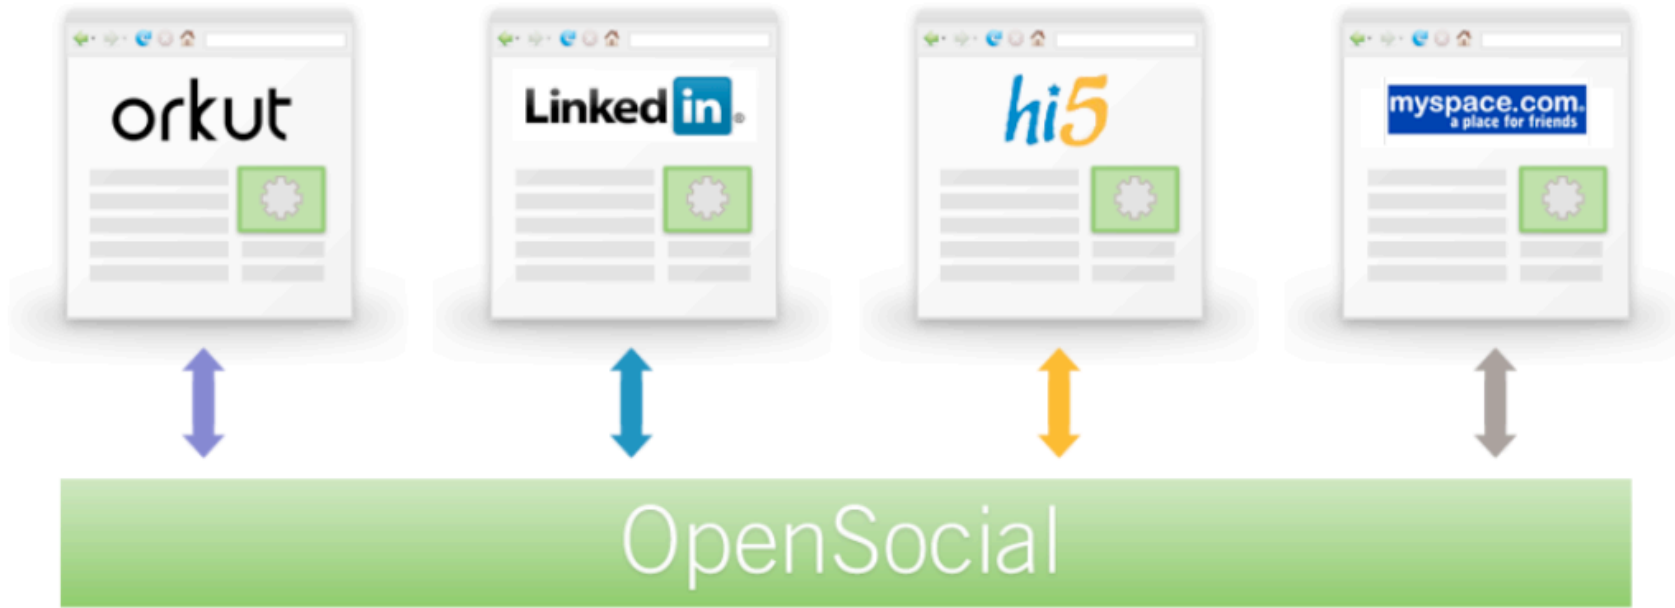 orkut
Linked in®
hi5
myspace.com®
a place for friends
OpenSocial